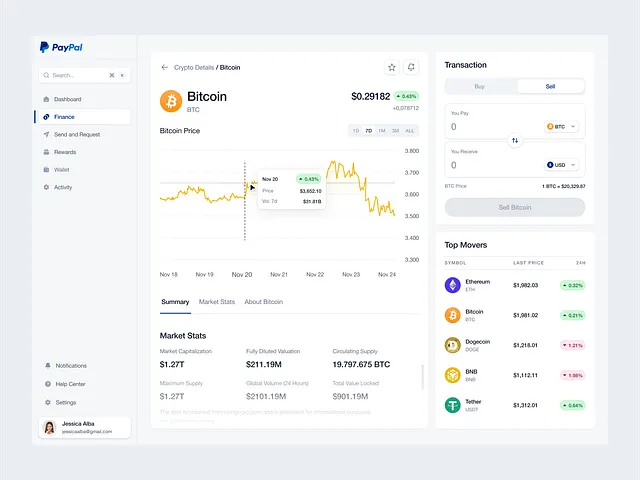 PayPal
Search...
⌘ K
Dashboard
Finance
Send and Request
Rewards
Wallet
Activity
Notifications
Help Center
Settings
Jessica Alba
jessicaalba@gmail.com
Crypto Details / Bitcoin
Bitcoin
BTC
$0.29182
0.43%
+0,078712
Bitcoin Price
1D 7D 1M 3M ALL
3.800
3.700
3.600
3.500
3.400
3.300
Nov 20 0.43%
Price $3,652.10
Vol. 7d $31.81B
Nov 18 Nov 19 Nov 20 Nov 21 Nov 22 Nov 23 Nov 24
Summary Market Stats About Bitcoin
Market Stats
Market Capitalization Fully Diluted Valuation Circulating Supply
$1.27T $211.19M 19.797.675 BTC
Maximum Supply Global Volume (24 Hours) Total Value Locked
$1.27T $2101.19M $901.19M
Transaction
Buy Sell
You Pay
0 BTC
You Receive
0 USD
BTC Price 1 BTC = $20,329.87
Sell Bitcoin
Top Movers
SYMBOL LAST PRICE 24H
Ethereum
ETH
$1,982.03
0.32%
Bitcoin
BTC
$1,981.02
0.21%
Dogecoin
DOGE
$1,218.01
1.21%
BNB
BNB
$1,112.11
1.98%
Tether
USDT
$1,312.01
0.64%